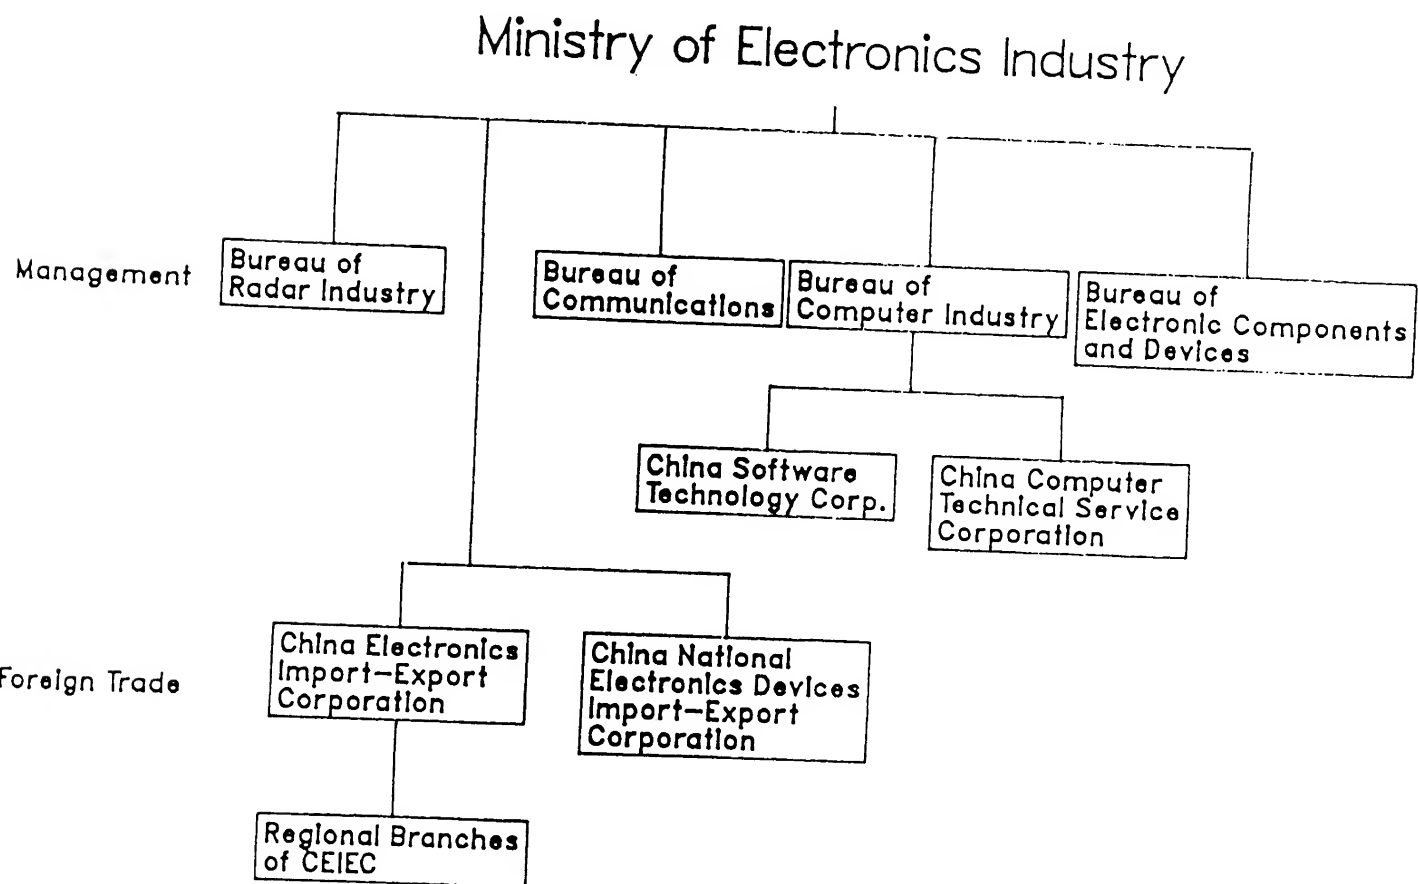 Ministry of Electronics Industry
Management
Bureau of
Radar Industry
Bureau of
Communications
Bureau of
Computer Industry
Bureau of
Electronic Components
and Devices
China Software
Technology Corp.
China Computer
Technical Service
Corporation
Foreign Trade
China Electronics
Import-Export
Corporation
China National
Electronics Devices
Import-Export
Corporation
Regional Branches
of CEIEC